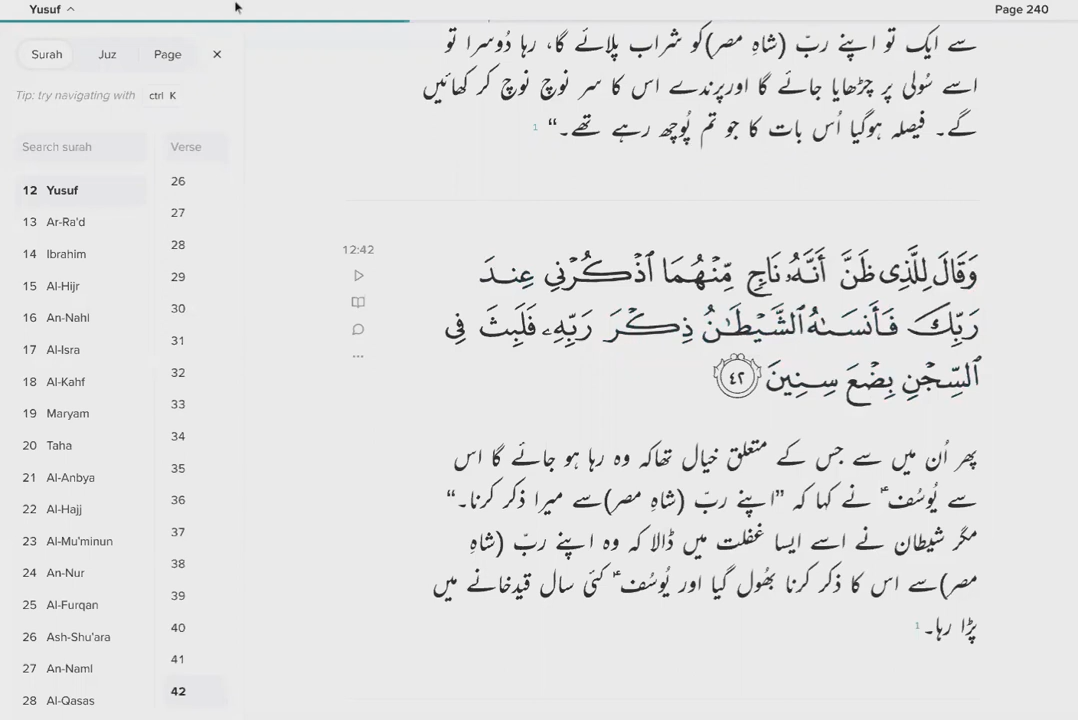 Yusuf
Page 240
Surah
Juz
Page
Tip: try navigating with ctrl K
Search surah
Verse
12 Yusuf
13 Ar-Ra'd
14 Ibrahim
15 Al-Hijr
16 An-Nahl
17 Al-Isra
18 Al-Kahf
19 Maryam
20 Taha
21 Al-Anbya
22 Al-Hajj
23 Al-Mu'minun
24 An-Nur
25 Al-Furqan
26 Ash-Shu'ara
27 An-Naml
28 Al-Qasas
26
27
28
29
30
31
32
33
34
35
36
37
38
39
40
41
42
سے ایک تو اپنے ربّ (شاہِ مصر)کو شراب پلائے گا، رہا دُوسرا تو
اسے سُولی پر چڑھایا جائے گا اورپرندے اس کا سر نوچ نوچ کر کھائیں
گے۔ فیصلہ ہوگیا اُس بات کا جو تم پُوچھ رہے تھے۔“ 1
12:42
وَقَالَ لِلَّذِى ظَنَّ أَنَّهُۥ نَاجٍ مِّنْهُمَا ٱذْكُرْنِى عِندَ
رَبِّكَ فَأَنسَىٰهُ ٱلشَّيْطَـٰنُ ذِكْرَ رَبِّهِۦ فَلَبِثَ فِى
ٱلسِّجْنِ بِضْعَ سِنِينَ ٤٢
پھر اُن میں سے جس کے متعلق خیال تھاکہ وہ رہا ہو جائے گا اس
سے یُوسُف ؑ نے کہا کہ ”اپنے ربّ (شاہِ مصر)سے میرا ذکر کرنا۔“
مگر شیطان نے اسے ایسا غفلت میں ڈالا کہ وہ اپنے ربّ (شاہِ
مصر)سے اس کا ذکر کرنا بھُول گیا اور یُوسُف ؑ کئی سال قیدخانے میں
پڑا رہا۔ 1